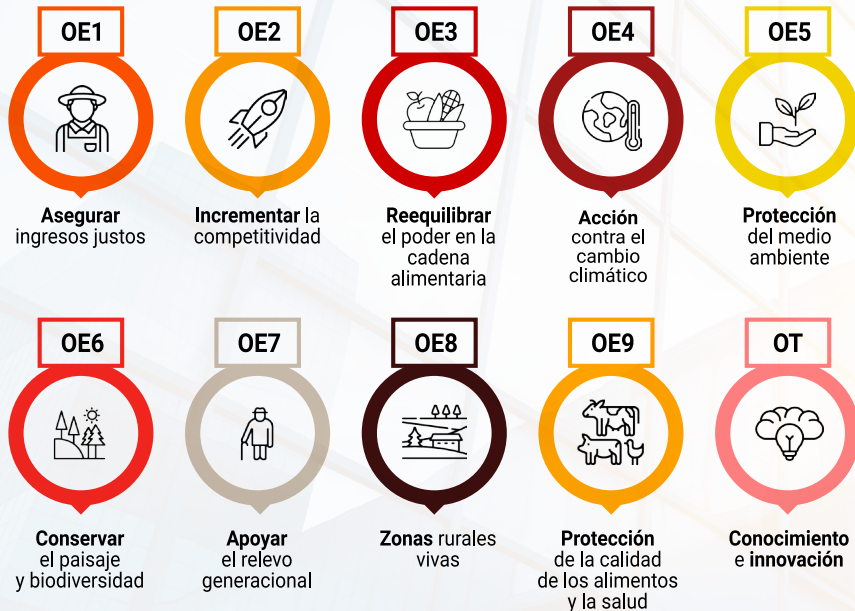 OE1
OE2
OE3
OE4
OE5
Asegurar
ingresos justos
Incrementar la
competitividad
Reequilibrar
el poder en la
cadena
alimentaria
Acción
contra el
cambio
climático
Protección
del medio
ambiente
OE6
OE7
OE8
OE9
OT
Conservar
el paisaje
y biodiversidad
Apoyar
el relevo
generacional
Zonas rurales
vivas
Protección
de la calidad
de los alimentos
y la salud
Conocimiento
e innovación